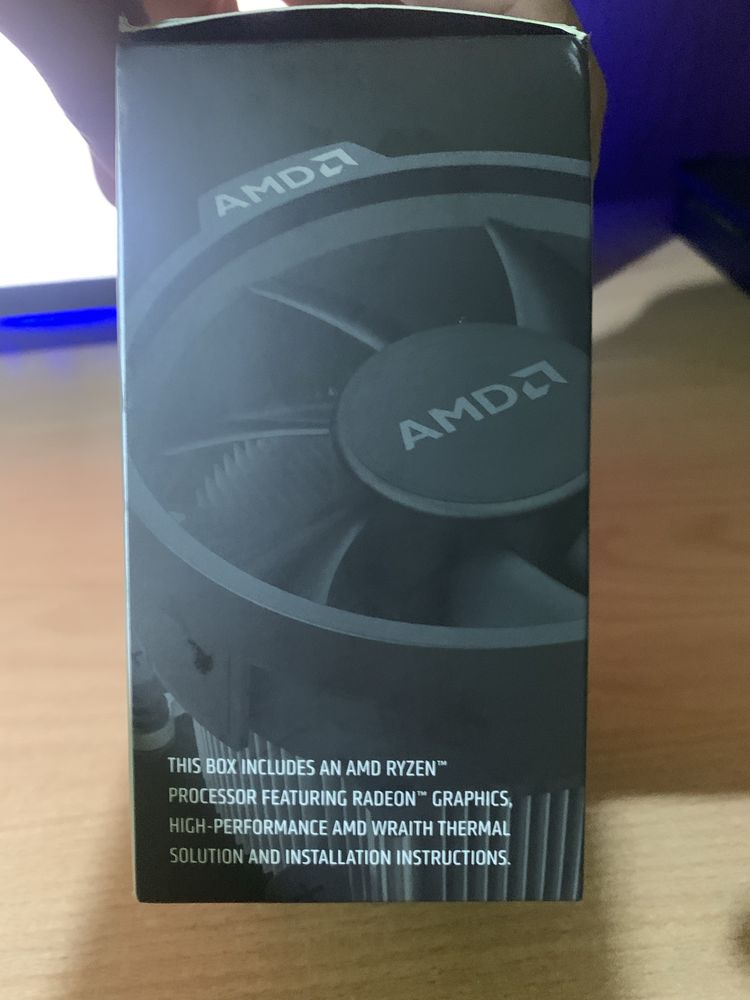 AMD
AMD
THIS BOX INCLUDES AN AMD RYZEN™
PROCESSOR FEATURING RADEON™ GRAPHICS,
HIGH-PERFORMANCE AMD WRAITH THERMAL
SOLUTION AND INSTALLATION INSTRUCTIONS.